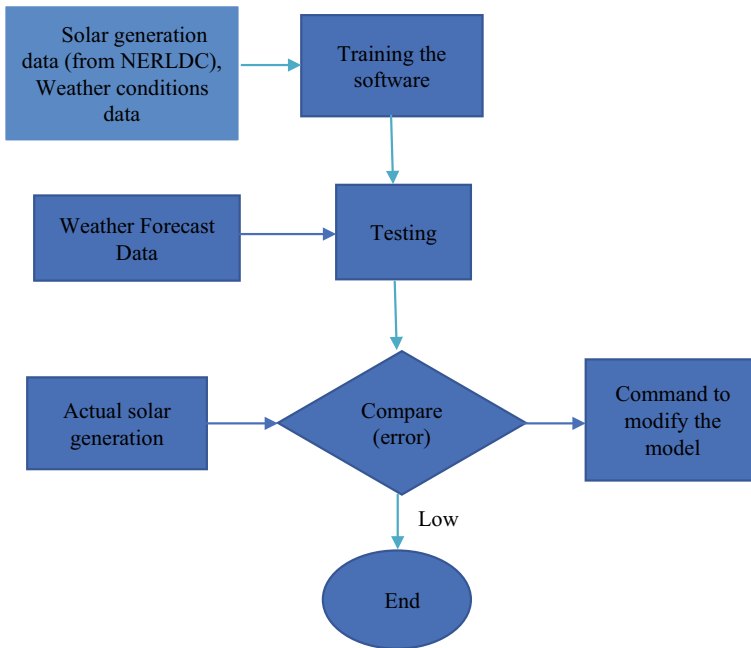 Solar generation
data (from NERLDC),
Weather conditions
data
Training the
software
Weather Forecast
Data
Testing
Actual solar
generation
Compare
(error)
Command to
modify the
model
Low
End